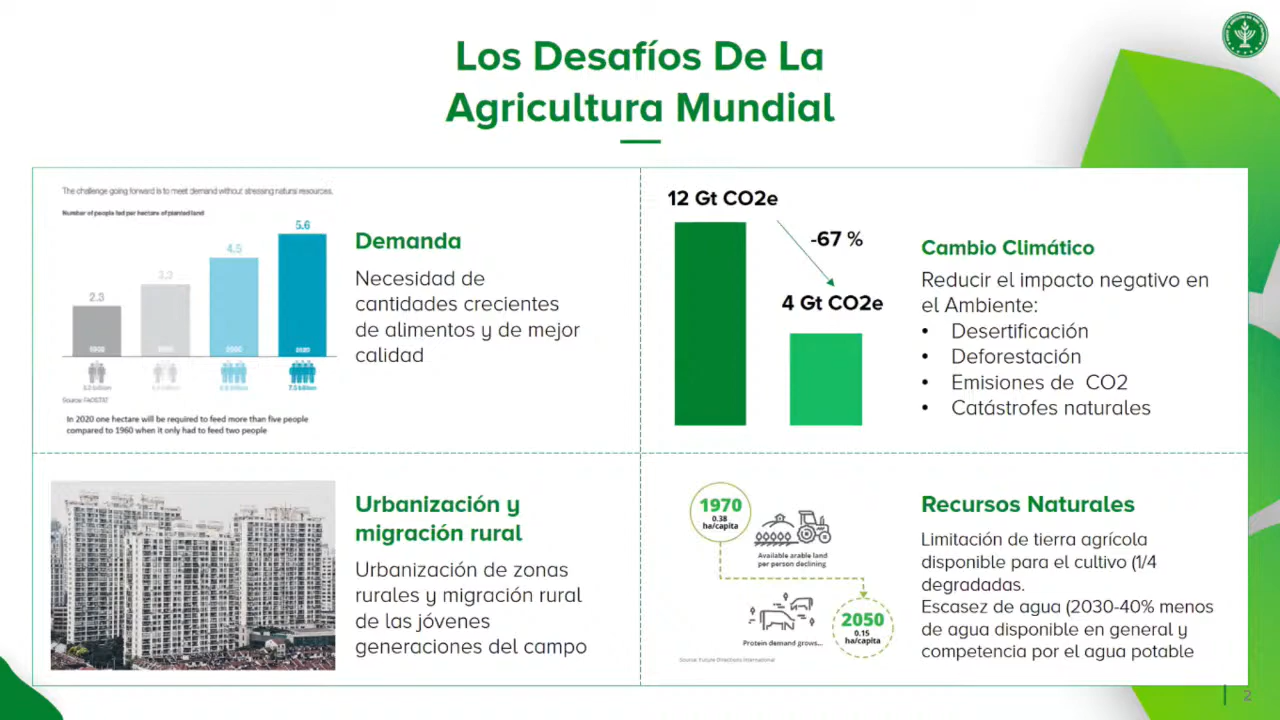 Los Desafíos De La
Agricultura Mundial
The challenge going forward is to meet demand without stressing natural resources.
Number of people fed per hectare of planted land
2.3
3.3
4.5
5.6
2020
7.5 billion
In 2020 one hectare will be required to feed more than five people
compared to 1960 when it only had to feed two people
Demanda
Necesidad de
cantidades crecientes
de alimentos y de mejor
calidad
12 Gt CO2e
-67 %
4 Gt CO2e
Cambio Climático
Reducir el impacto negativo en
el Ambiente:
• Desertificación
• Deforestación
• Emisiones de CO2
• Catástrofes naturales
Urbanización y
migración rural
Urbanización de zonas
rurales y migración rural
de las jóvenes
generaciones del campo
1970
0.38
ha/capita
Available arable land
per person declining
Protein demand grows...
2050
0.15
ha/capita
Source: Future Directions International
Recursos Naturales
Limitación de tierra agrícola
disponible para el cultivo (1/4
degradadas.
Escasez de agua (2030-40% menos
de agua disponible en general y
competencia por el agua potable
2